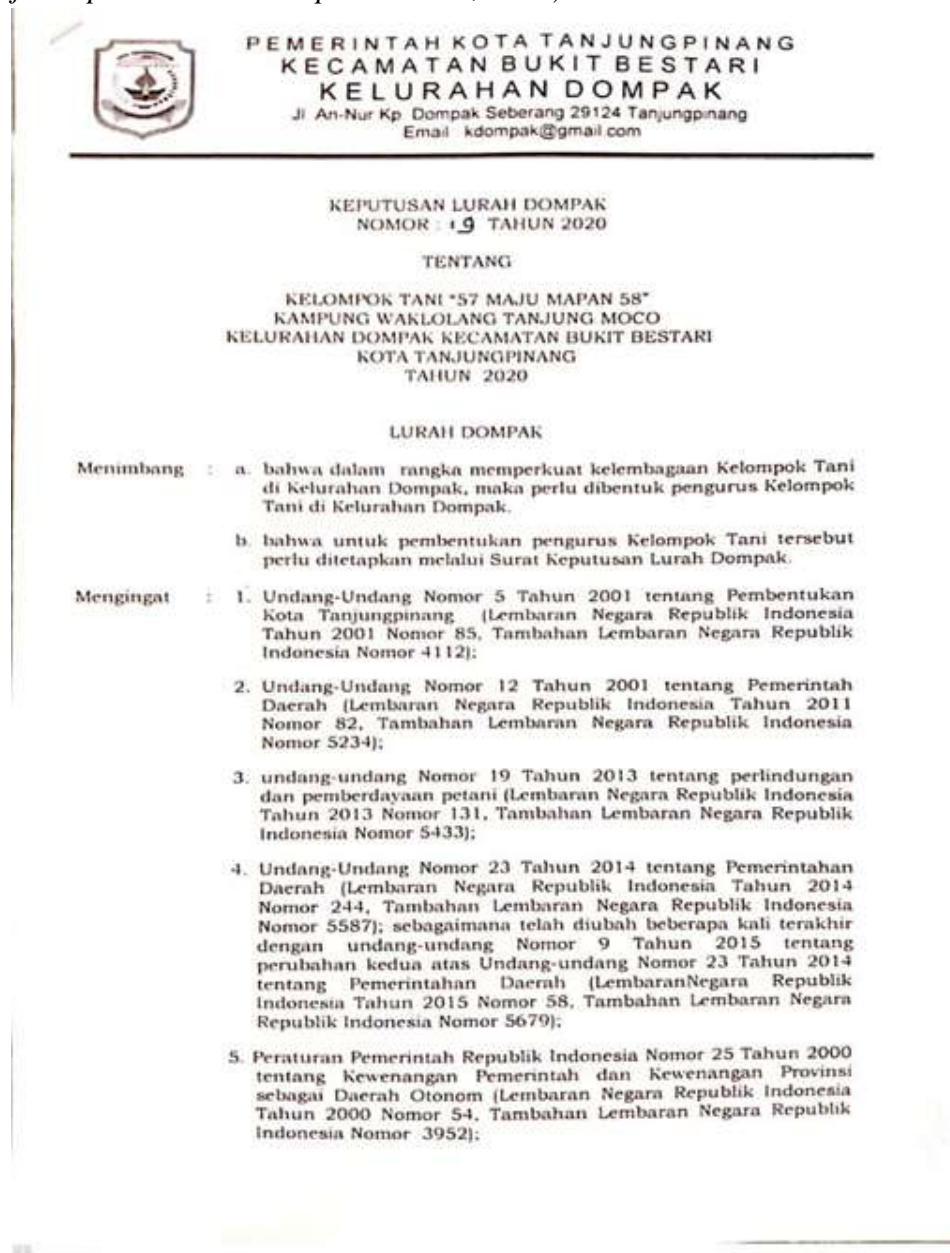 PEMERINTAH KOTA TANJUNGPINANG
KECAMATAN BUKIT BESTARI
KELURAHAN DOMPAK
Jl An-Nur Kp. Dompak Seberang 29124 Tanjungpinang
Email kdompak@gmail.com
KEPUTUSAN LURAH DOMPAK
NOMOR : 19 TAHUN 2020
TENTANG
KELOMPOK TANI "57 MAJU MAPAN 58"
KAMPUNG WAKLOLANG TANJUNG MOCO
KELURAHAN DOMPAK KECAMATAN BUKIT BESTARI
KOTA TANJUNGPINANG
TAHUN 2020
LURAH DOMPAK
Menimbang : a. bahwa dalam rangka memperkuat kelembagaan Kelompok Tani
di Kelurahan Dompak, maka perlu dibentuk pengurus Kelompok
Tani di Kelurahan Dompak.
b. bahwa untuk pembentukan pengurus Kelompok Tani tersebut
perlu ditetapkan melalui Surat Keputusan Lurah Dompak.
Mengingat : 1. Undang-Undang Nomor 5 Tahun 2001 tentang Pembentukan
Kota Tanjungpinang (Lembaran Negara Republik Indonesia
Tahun 2001 Nomor 85, Tambahan Lembaran Negara Republik
Indonesia Nomor 4112);
2. Undang-Undang Nomor 12 Tahun 2001 tentang Pemerintah
Daerah (Lembaran Negara Republik Indonesia Tahun 2011
Nomor 82, Tambahan Lembaran Negara Republik Indonesia
Nomor 5234);
3. undang-undang Nomor 19 Tahun 2013 tentang perlindungan
dan pemberdayaan petani (Lembaran Negara Republik Indonesia
Tahun 2013 Nomor 131, Tambahan Lembaran Negara Republik
Indonesia Nomor 5433);
4. Undang-Undang Nomor 23 Tahun 2014 tentang Pemerintahan
Daerah (Lembaran Negara Republik Indonesia Tahun 2014
Nomor 244, Tambahan Lembaran Negara Republik Indonesia
Nomor 5587); sebagaimana telah diubah beberapa kali terakhir
dengan undang-undang Nomor 9 Tahun 2015 tentang
perubahan kedua atas Undang-undang Nomor 23 Tahun 2014
tentang Pemerintahan Daerah (LembaranNegara Republik
Indonesia Tahun 2015 Nomor 58, Tambahan Lembaran Negara
Republik Indonesia Nomor 5679);
5. Peraturan Pemerintah Republik Indonesia Nomor 25 Tahun 2000
tentang Kewenangan Pemerintah dan Kewenangan Provinsi
sebagai Daerah Otonom (Lembaran Negara Republik Indonesia
Tahun 2000 Nomor 54, Tambahan Lembaran Negara Republik
Indonesia Nomor 3952);